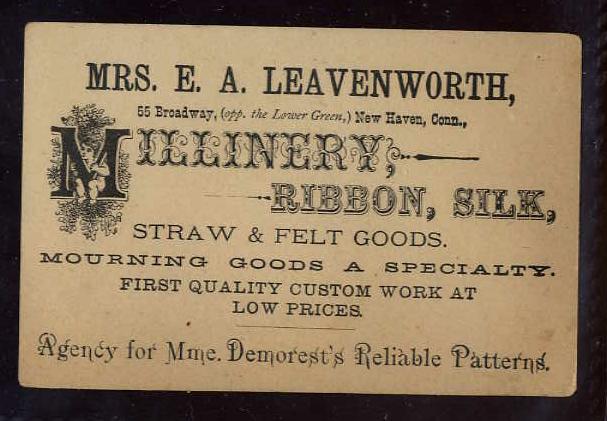 MRS. E. A. LEAVENWORTH,
55 Broadway, (opp. the Lower Green,) New Haven, Conn.,
MILLINERY,
RIBBON, SILK,
STRAW & FELT GOODS.
MOURNING GOODS A SPECIALTY.
FIRST QUALITY CUSTOM WORK AT
LOW PRICES.
Agency for Mme. Demorest's Reliable Patterns.